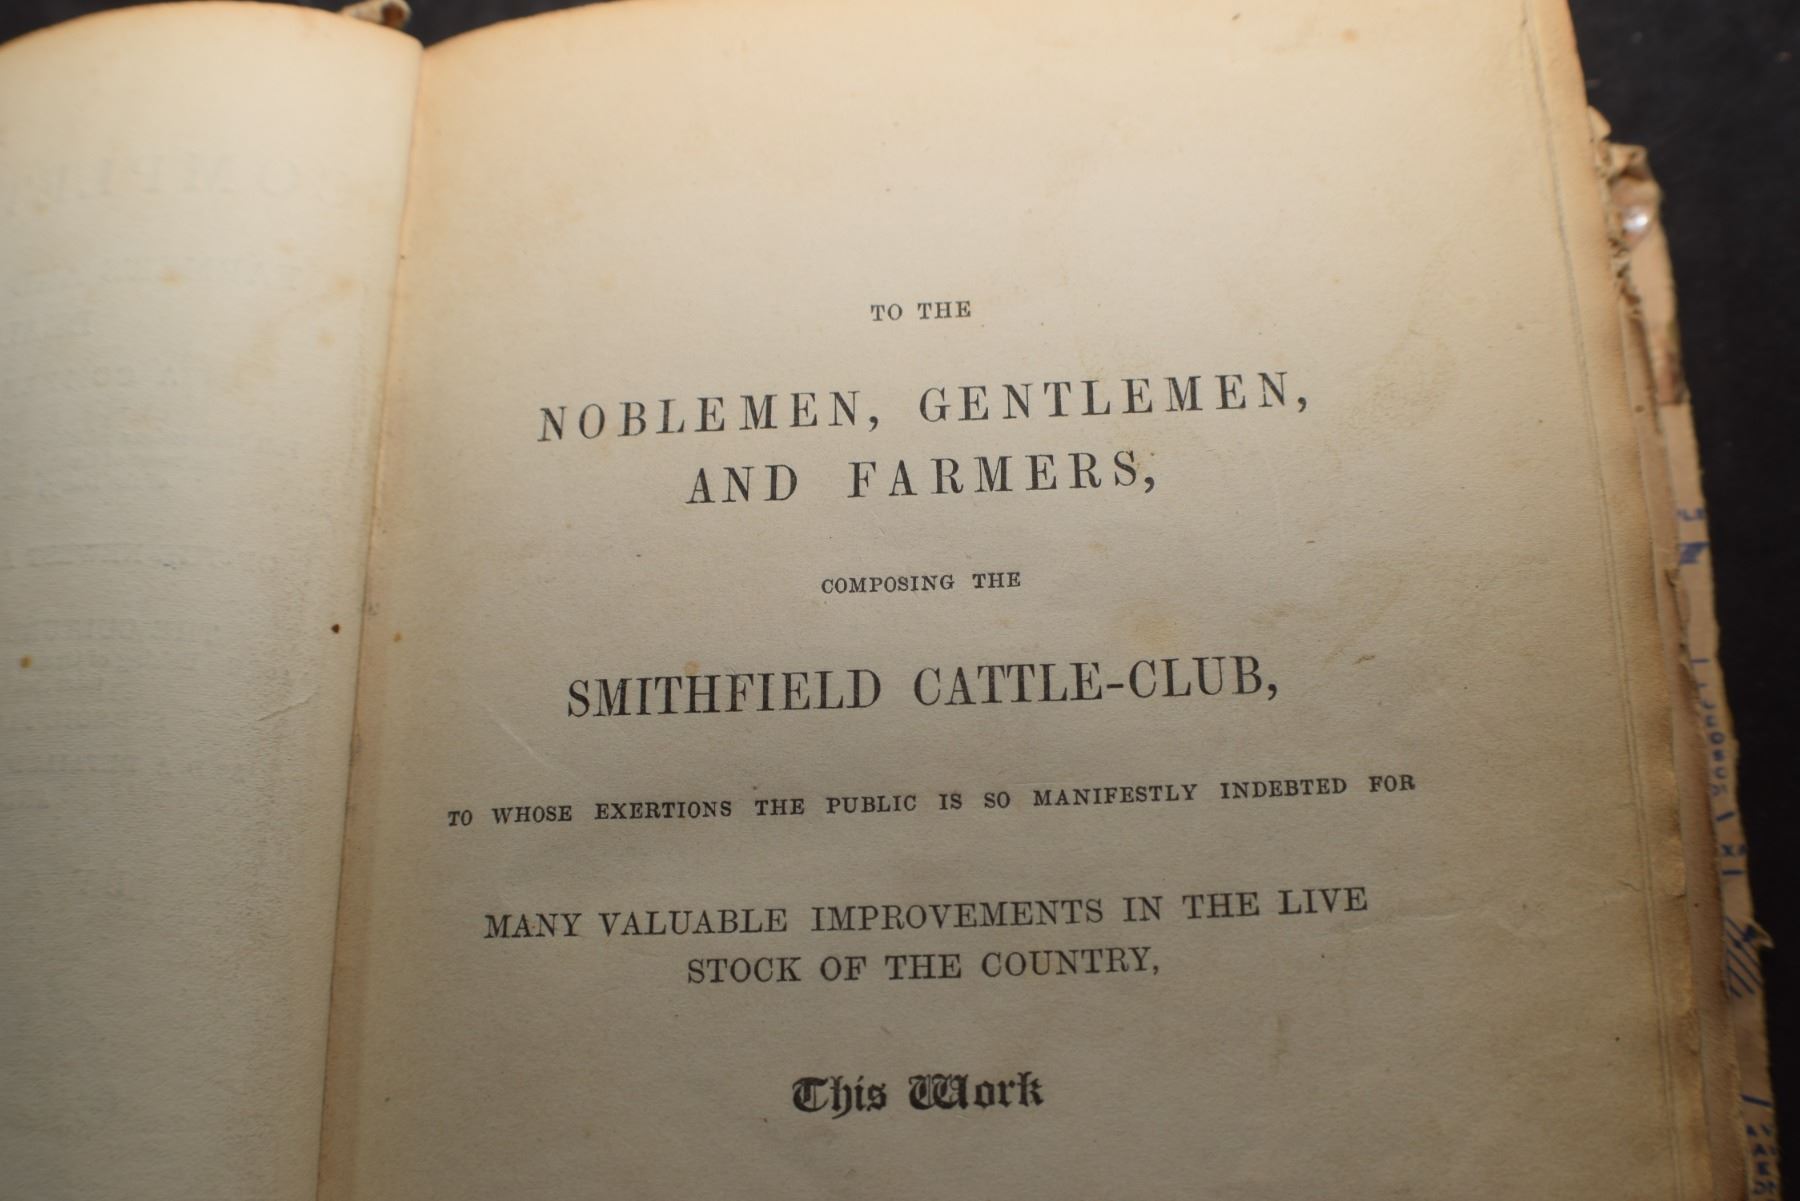 TO THE
NOBLEMEN, GENTLEMEN,
AND FARMERS,
COMPOSING THE
SMITHFIELD CATTLE-CLUB,
TO WHOSE EXERTIONS THE PUBLIC IS SO MANIFESTLY INDEBTED FOR
MANY VALUABLE IMPROVEMENTS IN THE LIVE
STOCK OF THE COUNTRY,
This Work